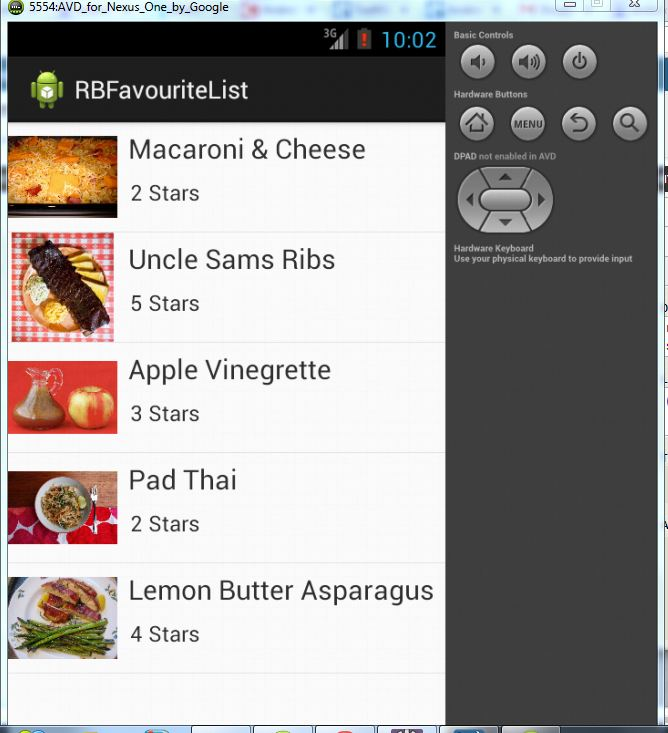 5554:AVD_for_Nexus_One_by_Google
3G 10:02
RBFavouriteList
Macaroni & Cheese
2 Stars
Uncle Sams Ribs
5 Stars
Apple Vinegrette
3 Stars
Pad Thai
2 Stars
Lemon Butter Asparagus
4 Stars
Basic Controls
Hardware Buttons
MENU
DPAD not enabled in AVD
Hardware Keyboard
Use your physical keyboard to provide input